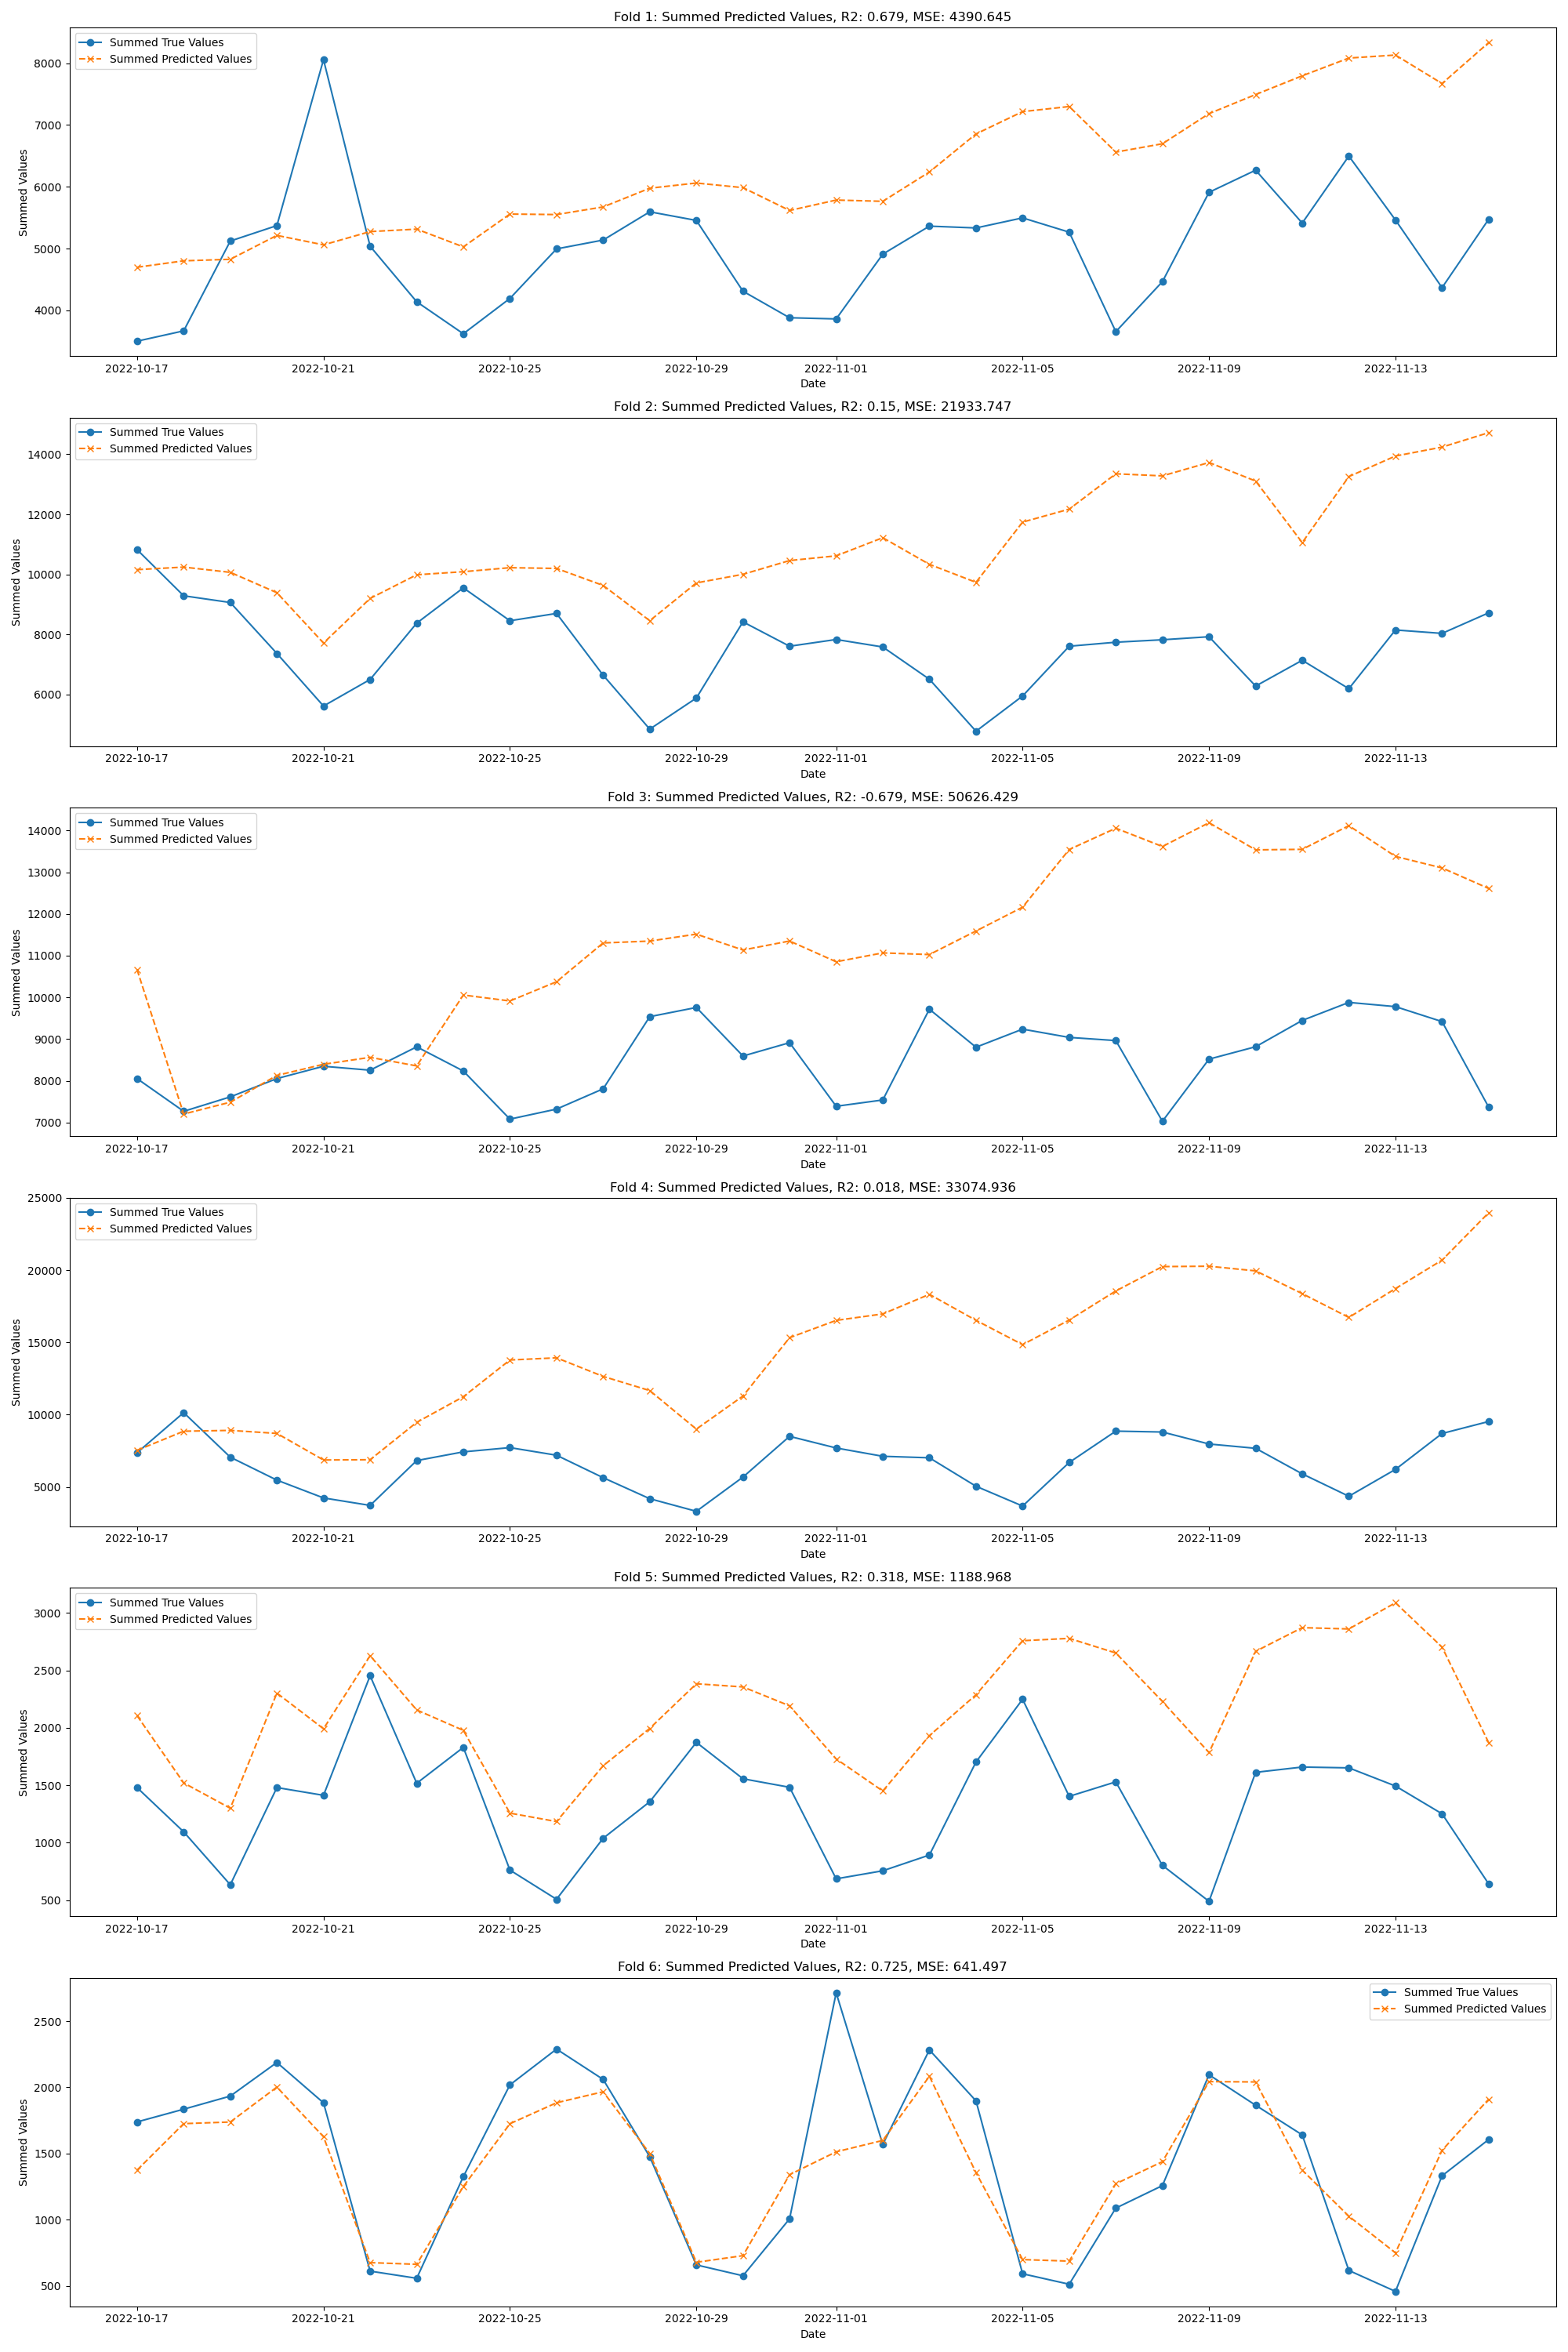 Fold 1: Summed Predicted Values, R2: 0.679, MSE: 4390.645
Summed True Values
Summed Predicted Values
Summed Values
8000
7000
6000
5000
4000
2022-10-17 2022-10-21 2022-10-25 2022-10-29 2022-11-01 2022-11-05 2022-11-09 2022-11-13
Date
Fold 2: Summed Predicted Values, R2: 0.15, MSE: 21933.747
Summed True Values
Summed Predicted Values
Summed Values
14000
12000
10000
8000
6000
2022-10-17 2022-10-21 2022-10-25 2022-10-29 2022-11-01 2022-11-05 2022-11-09 2022-11-13
Date
Fold 3: Summed Predicted Values, R2: -0.679, MSE: 50626.429
Summed True Values
Summed Predicted Values
Summed Values
14000
13000
12000
11000
10000
9000
8000
7000
2022-10-17 2022-10-21 2022-10-25 2022-10-29 2022-11-01 2022-11-05 2022-11-09 2022-11-13
Date
Fold 4: Summed Predicted Values, R2: 0.018, MSE: 33074.936
Summed True Values
Summed Predicted Values
Summed Values
25000
20000
15000
10000
5000
2022-10-17 2022-10-21 2022-10-25 2022-10-29 2022-11-01 2022-11-05 2022-11-09 2022-11-13
Date
Fold 5: Summed Predicted Values, R2: 0.318, MSE: 1188.968
Summed True Values
Summed Predicted Values
Summed Values
3000
2500
2000
1500
1000
500
2022-10-17 2022-10-21 2022-10-25 2022-10-29 2022-11-01 2022-11-05 2022-11-09 2022-11-13
Date
Fold 6: Summed Predicted Values, R2: 0.725, MSE: 641.497
Summed True Values
Summed Predicted Values
Summed Values
2500
2000
1500
1000
500
2022-10-17 2022-10-21 2022-10-25 2022-10-29 2022-11-01 2022-11-05 2022-11-09 2022-11-13
Date